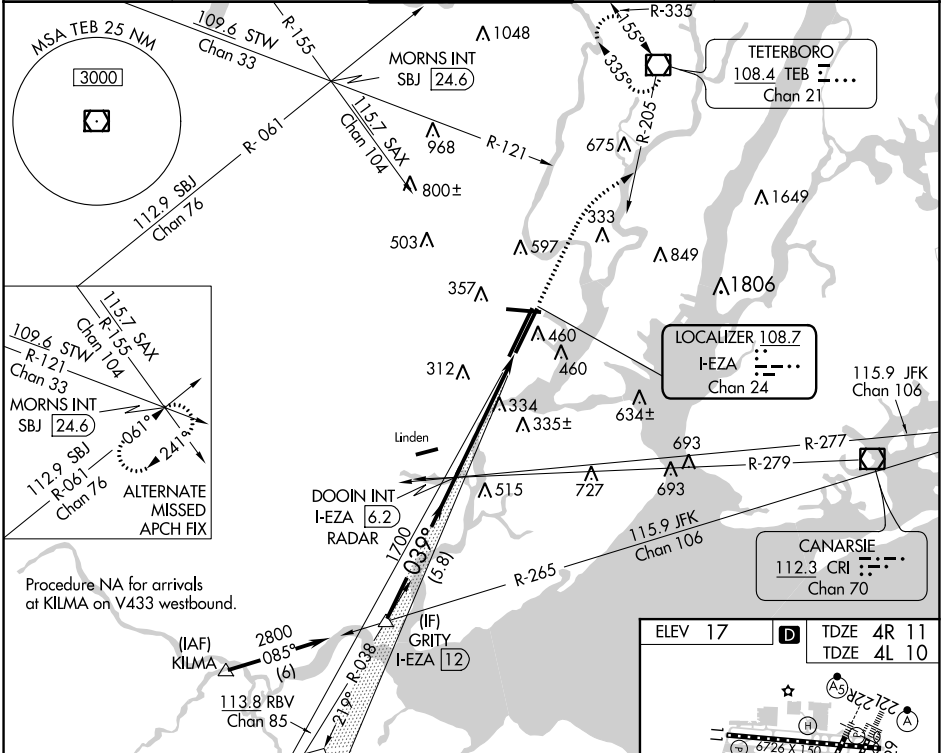 109.6 STW
Chan 33
R-155
MORNS INT
SBJ 24.6
1048
R-335
155°
335°
TETERBORO
108.4 TEB
Chan 21
MSA TEB 25 NM
3000
R-061
115.7 SAX
Chan 104
968
R-121
800±
675
R-205
1649
112.9 SBJ
Chan 76
503
597
333
849
357
1806
460
460
LOCALIZER 108.7
I-EZA
Chan 24
115.7 SAX
R-155
Chan 104
109.6 STW
R-121
Chan 33
MORNS INT
SBJ 24.6
061°
241°
112.9 SBJ
R-061
Chan 76
ALTERNATE
MISSED
APCH FIX
312
334
335±
634±
115.9 JFK
Chan 106
Linden
693
R-277
R-279
DOOIN INT
I-EZA 6.2
RADAR
515
727
693
1700
039°
(5.8)
115.9 JFK
Chan 106
R-265
CANARSIE
112.3 CRI
Chan 70
Procedure NA for arrivals
at KILMA on V433 westbound.
(IAF)
KILMA
2800
085°
(6)
(IF)
GRITY
I-EZA 12
113.8 RBV
Chan 85
219°
R-038
ELEV 17
D
TDZE 4R 11
TDZE 4L 10
A5
22R
22L
A
H
11
P